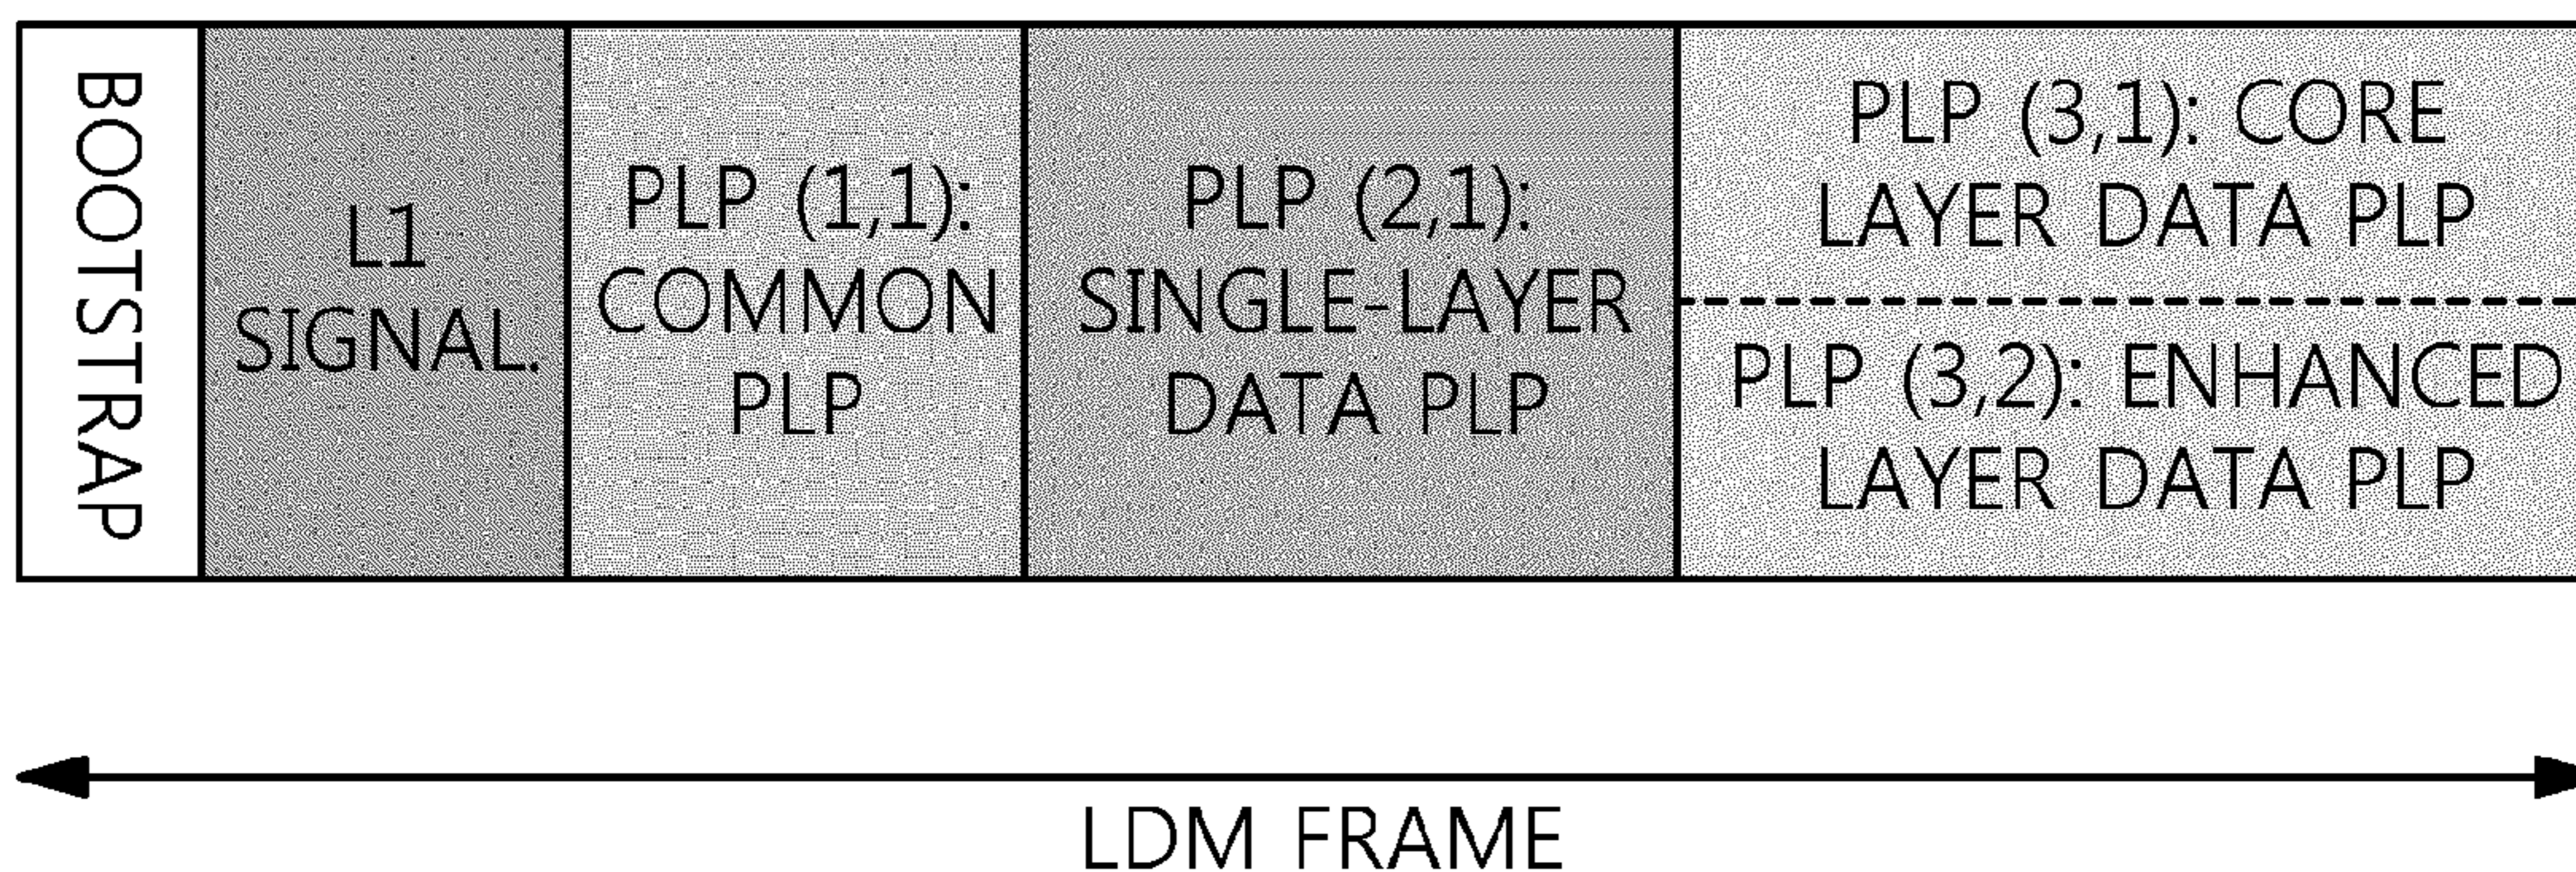 BOOTSTRAP
L1
SIGNAL.
PLP (1,1):
COMMON
PLP
PLP (2,1):
SINGLE-LAYER
DATA PLP
PLP (3,1): CORE
LAYER DATA PLP
PLP (3,2): ENHANCED
LAYER DATA PLP
LDM FRAME